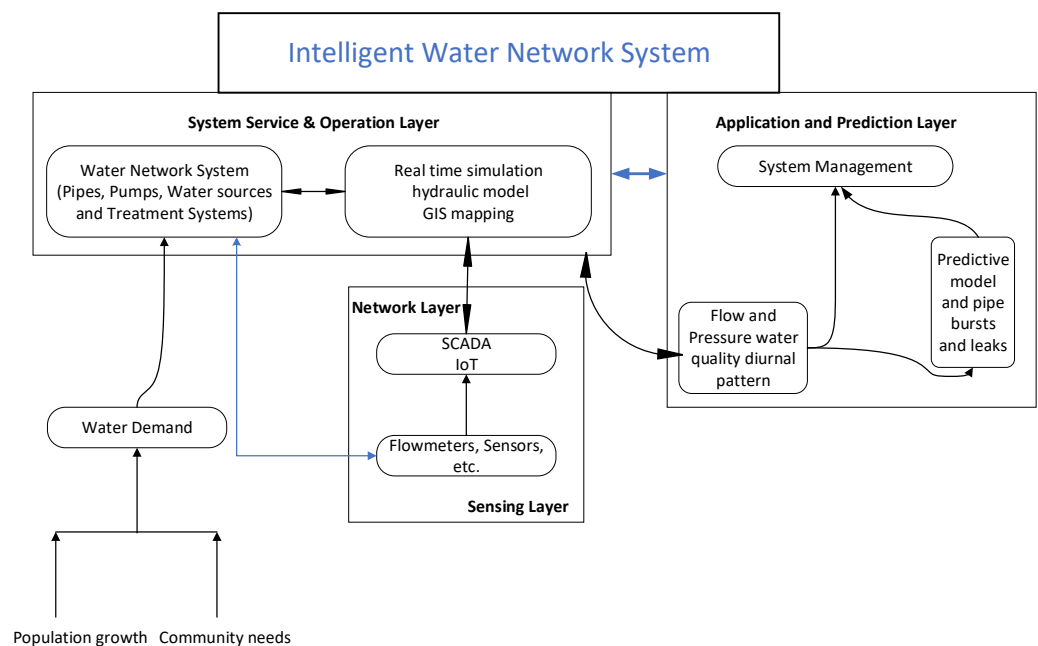 Intelligent Water Network System
System Service & Operation Layer
Water Network System
(Pipes, Pumps, Water sources
and Treatment Systems)
Real time simulation
hydraulic model
GIS mapping
Application and Prediction Layer
System Management
Predictive
model
and pipe
bursts
and leaks
Flow and
Pressure water
quality diurnal
pattern
Network Layer
SCADA
IoT
Flowmeters, Sensors,
etc.
Sensing Layer
Water Demand
Population growth
Community needs